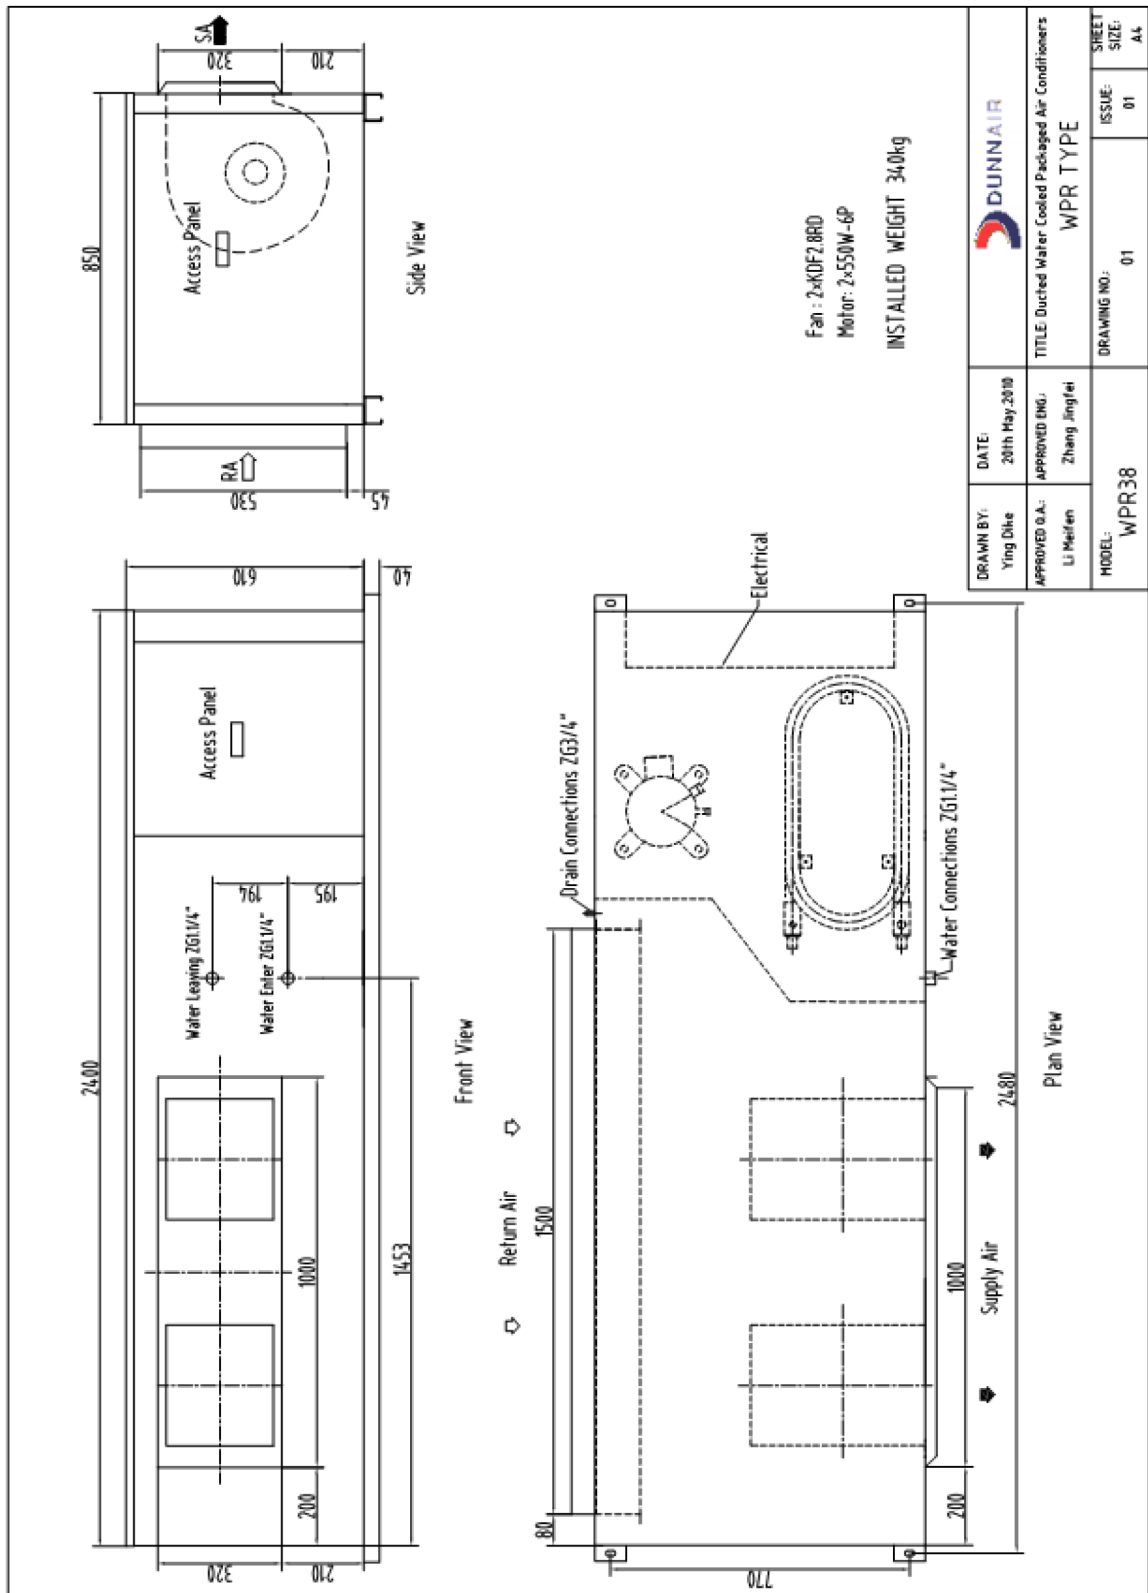 2400
610
40
Access Panel
Water Leaving ZG1.1/4"
Water Enter ZG1.1/4"
194
195
320
210
200
1000
1453
Front View
850
SA
320
210
Access Panel
RA
530
45
Side View
Return Air
80
1500
Drain Connections ZG3/4"
Electrical
770
Water Connections ZG1.1/4"
200
1000
Supply Air
2480
Plan View
Fan : 2xKDF2.8RD
Motor: 2x550W-6P
INSTALLED WEIGHT 340kg
DRAWN BY:
Ying Dike
DATE:
20th May.2010
DUNNAIR
APPROVED Q.A.:
Li Meifen
APPROVED ENG.:
Zhang Jingfei
TITLE: Ducted Water Cooled Packaged Air Conditioners
WPR TYPE
MODEL:
WPR38
DRAWING NO.:
01
ISSUE:
01
SHEET
SIZE:
A4